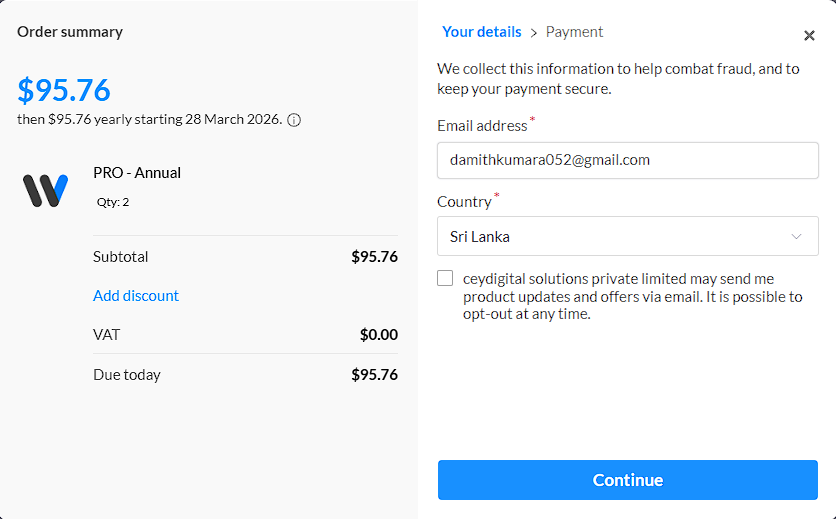 Order summary
$95.76
then $95.76 yearly starting 28 March 2026.
PRO - Annual
Qty: 2
Subtotal $95.76
Add discount
VAT $0.00
Due today $95.76
Your details > Payment
We collect this information to help combat fraud, and to
keep your payment secure.
Email address*
damithkumara052@gmail.com
Country*
Sri Lanka
ceydigital solutions private limited may send me
product updates and offers via email. It is possible to
opt-out at any time.
Continue